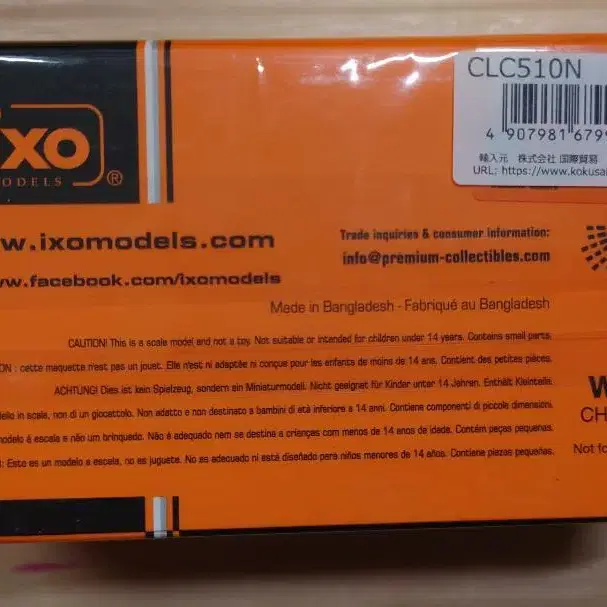 CLC510N
4 907981 6799
輸入元 株式会社 国際貿易
URL: https://www.kokusa
ixo
MODELS ®
w.ixomodels.com
w.facebook.com/ixomodels
Trade inquiries & consumer information:
info@premium-collectibles.com
Made in Bangladesh - Fabriqué au Bangladesh
CAUTION! This is a scale model and not a toy. Not suitable or intended for children under 14 years. Contains small parts.
ON : cette maquette n'est pas un jouet. Elle n'est ni adaptée ni conçue pour les enfants de moins de 14 ans. Contient des petites pièces.
ACHTUNG! Dies ist kein Spielzeug, sondern ein Miniaturmodell. Nicht geeignet für Kinder unter 14 Jahren. Enthält Kleinteile.
dello in scala, non di un giocattolo. Non adatto e non destinato a bambini di età inferiore a 14 anni. Contiene componenti di piccole dimensioni.
modelo à escala e não um brinquedo. Não é adequado nem se destina a crianças com menos de 14 anos de idade. Contém peças pequenas.
: Esto es un modelo a escala, no es juguete. No es adecuado ni está diseñado para niños menores de 14 años. Contiene piezas pequeñas.
W
CH
Not fo